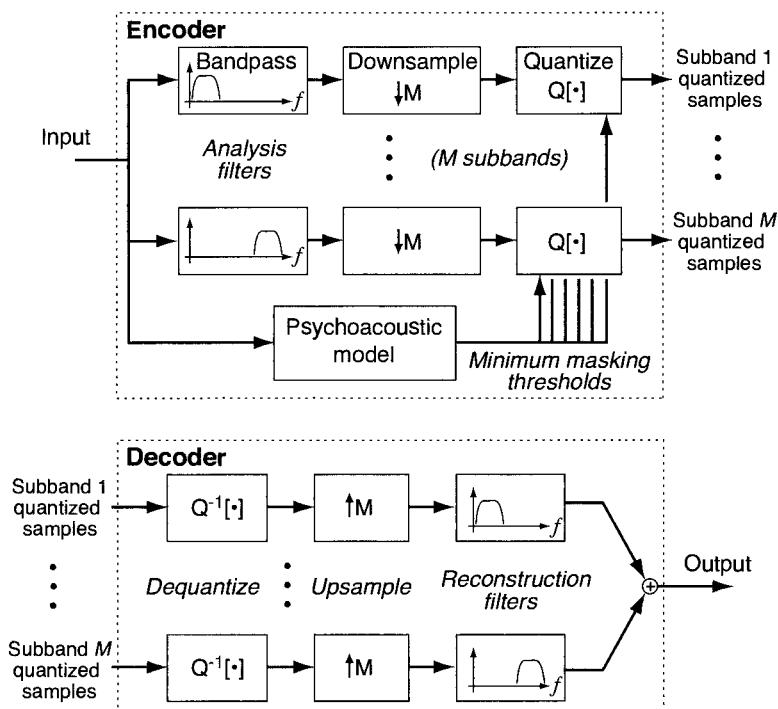 Encoder
Bandpass
f
Downsample
↓M
Quantize
Q[•]
Subband 1
quantized
samples
Input
Analysis
filters
(M subbands)
f
↓M
Q[•]
Subband M
quantized
samples
Psychoacoustic
model
Minimum masking
thresholds
Decoder
Subband 1
quantized
samples
Q⁻¹[•]
↑M
f
Dequantize
Upsample
Reconstruction
filters
Output
+
Subband M
quantized
samples
Q⁻¹[•]
↑M
f